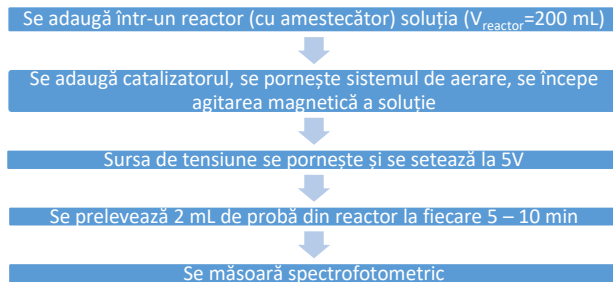 Se adaugă într-un reactor (cu amestecător) soluția (Vreactor=200 mL)
Se adaugă catalizatorul, se pornește sistemul de aerare, se începe
agitarea magnetică a soluție
Sursa de tensiune se pornește și se setează la 5V
Se prelevează 2 mL de probă din reactor la fiecare 5 – 10 min
Se măsoară spectrofotometric